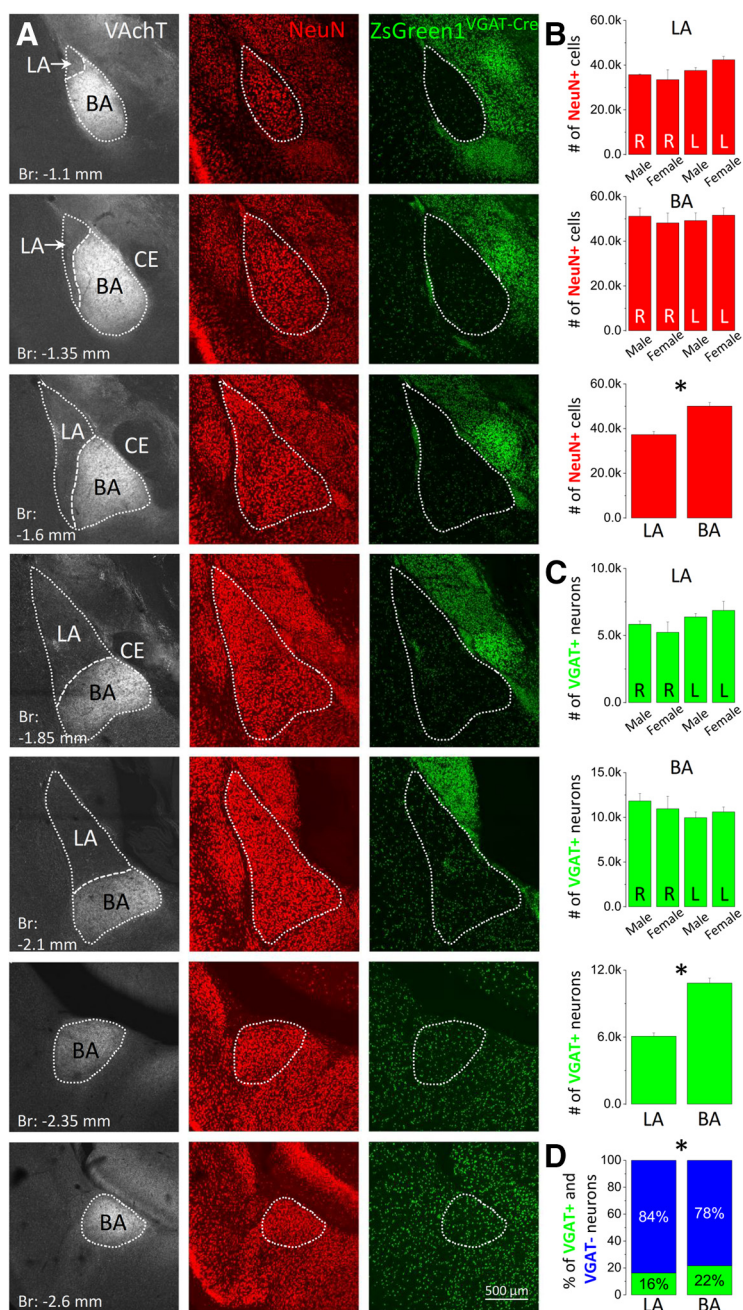 A
VAchT
NeuN
ZsGreen1VGAT-Cre
LA
BA
Br: -1.1 mm
LA
CE
BA
Br: -1.35 mm
LA
CE
BA
Br:
-1.6 mm
LA
CE
BA
Br:
-1.85 mm
LA
BA
Br:
-2.1 mm
BA
Br: -2.35 mm
BA
Br: -2.6 mm
500 µm
B
LA
# of NeuN+ cells
60.0k
40.0k
20.0k
0.0
R R L L
Male Female Male Female
BA
# of NeuN+ cells
60.0k
40.0k
20.0k
0.0
R R L L
Male Female Male Female
*
# of NeuN+ cells
60.0k
40.0k
20.0k
0.0
LA BA
C
LA
# of VGAT+ neurons
10.0k
5.0k
0.0
R R L L
Male Female Male Female
BA
# of VGAT+ neurons
15.0k
10.0k
5.0k
0.0
R R L L
Male Female Male Female
*
# of VGAT+ neurons
12.0k
6.0k
0.0
LA BA
D
*
% of VGAT+ and
VGAT- neurons
100
80
60
40
20
0
84% 78%
16% 22%
LA BA